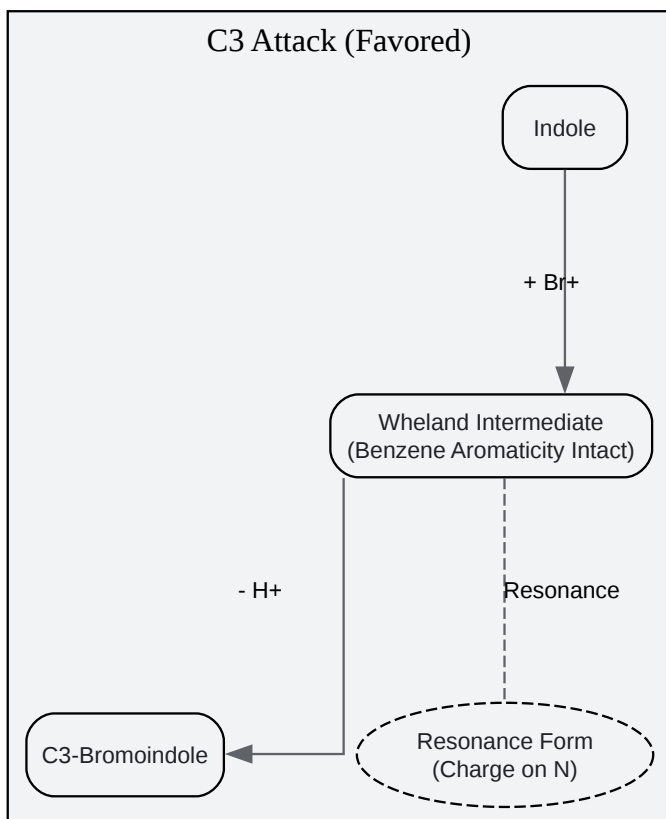 C3 Attack (Favored)
Indole
+ Br+
Wheland Intermediate
(Benzene Aromaticity Intact)
- H+
Resonance
C3-Bromoindole
Resonance Form
(Charge on N)